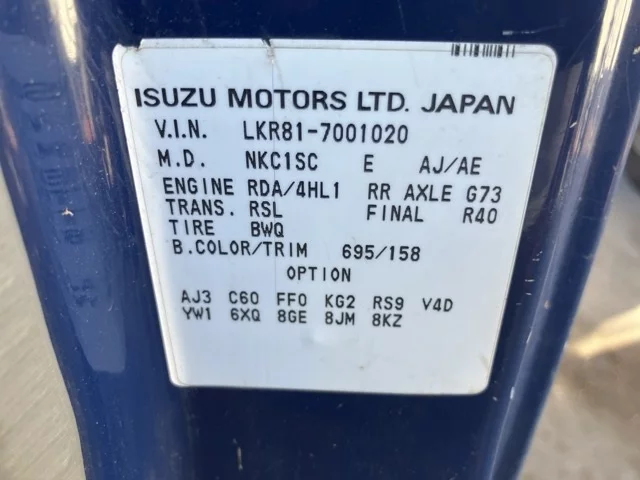 ISUZU MOTORS LTD. JAPAN
V.I.N. LKR81-7001020
M.D. NKC1SC E AJ/AE
ENGINE RDA/4HL1 RR AXLE G73
TRANS. RSL FINAL R40
TIRE BWQ
B.COLOR/TRIM 695/158
OPTION
AJ3 C60 FF0 KG2 RS9 V4D
YW1 6XQ 8GE 8JM 8KZ